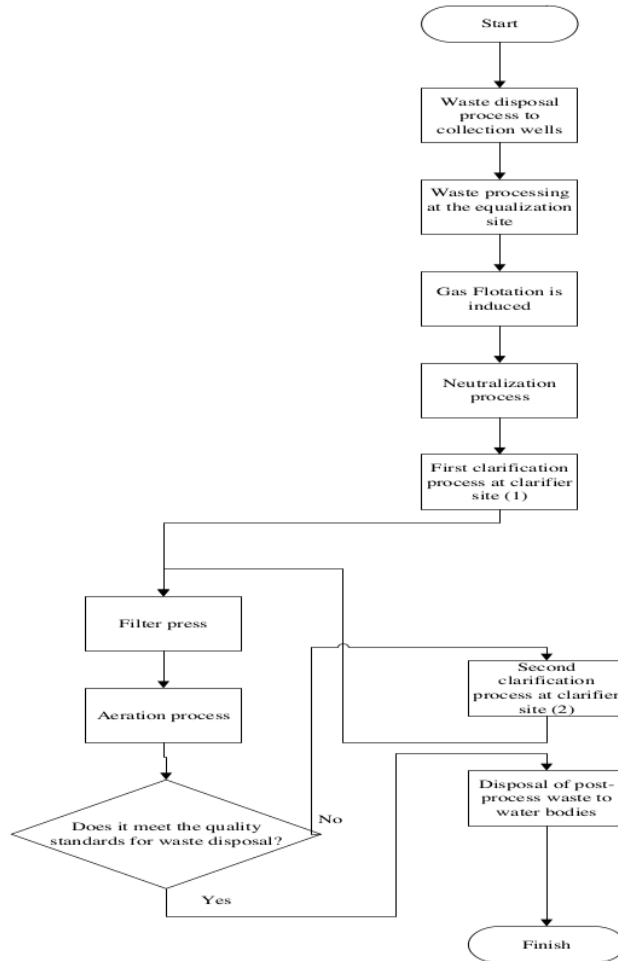 Start
Waste disposal
process to
collection wells
Waste processing
at the equalization
site
Gas Flotation is
induced
Neutralization
process
First clarification
process at clarifier
site (1)
Filter press
Aeration process
Does it meet the quality
standards for waste disposal?
No
Yes
Second
clarification
process at clarifier
site (2)
Disposal of post-
process waste to
water bodies
Finish